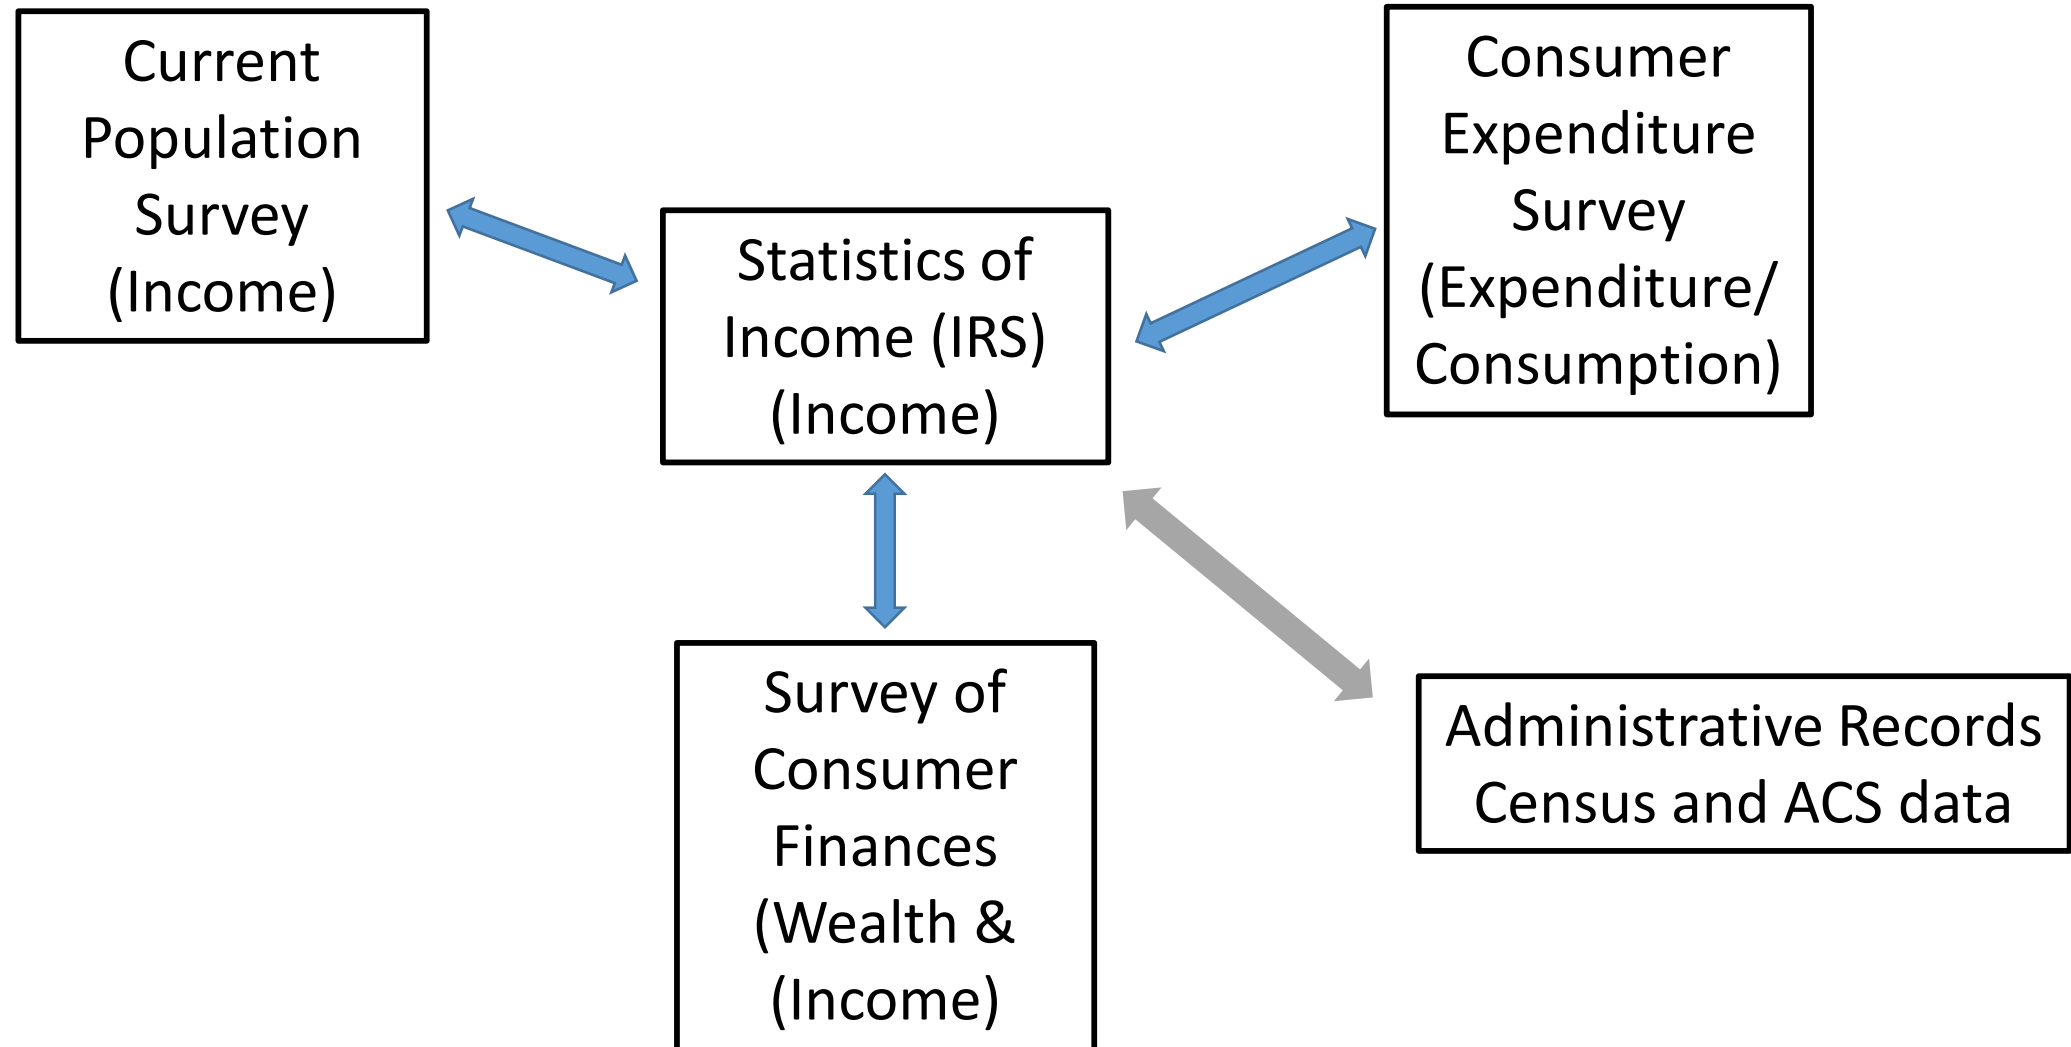 Current
Population
Survey
(Income)
Consumer
Expenditure
Survey
(Expenditure/
Consumption)
Statistics of
Income (IRS)
(Income)
Survey of
Consumer
Finances
(Wealth &
(Income)
Administrative Records
Census and ACS data